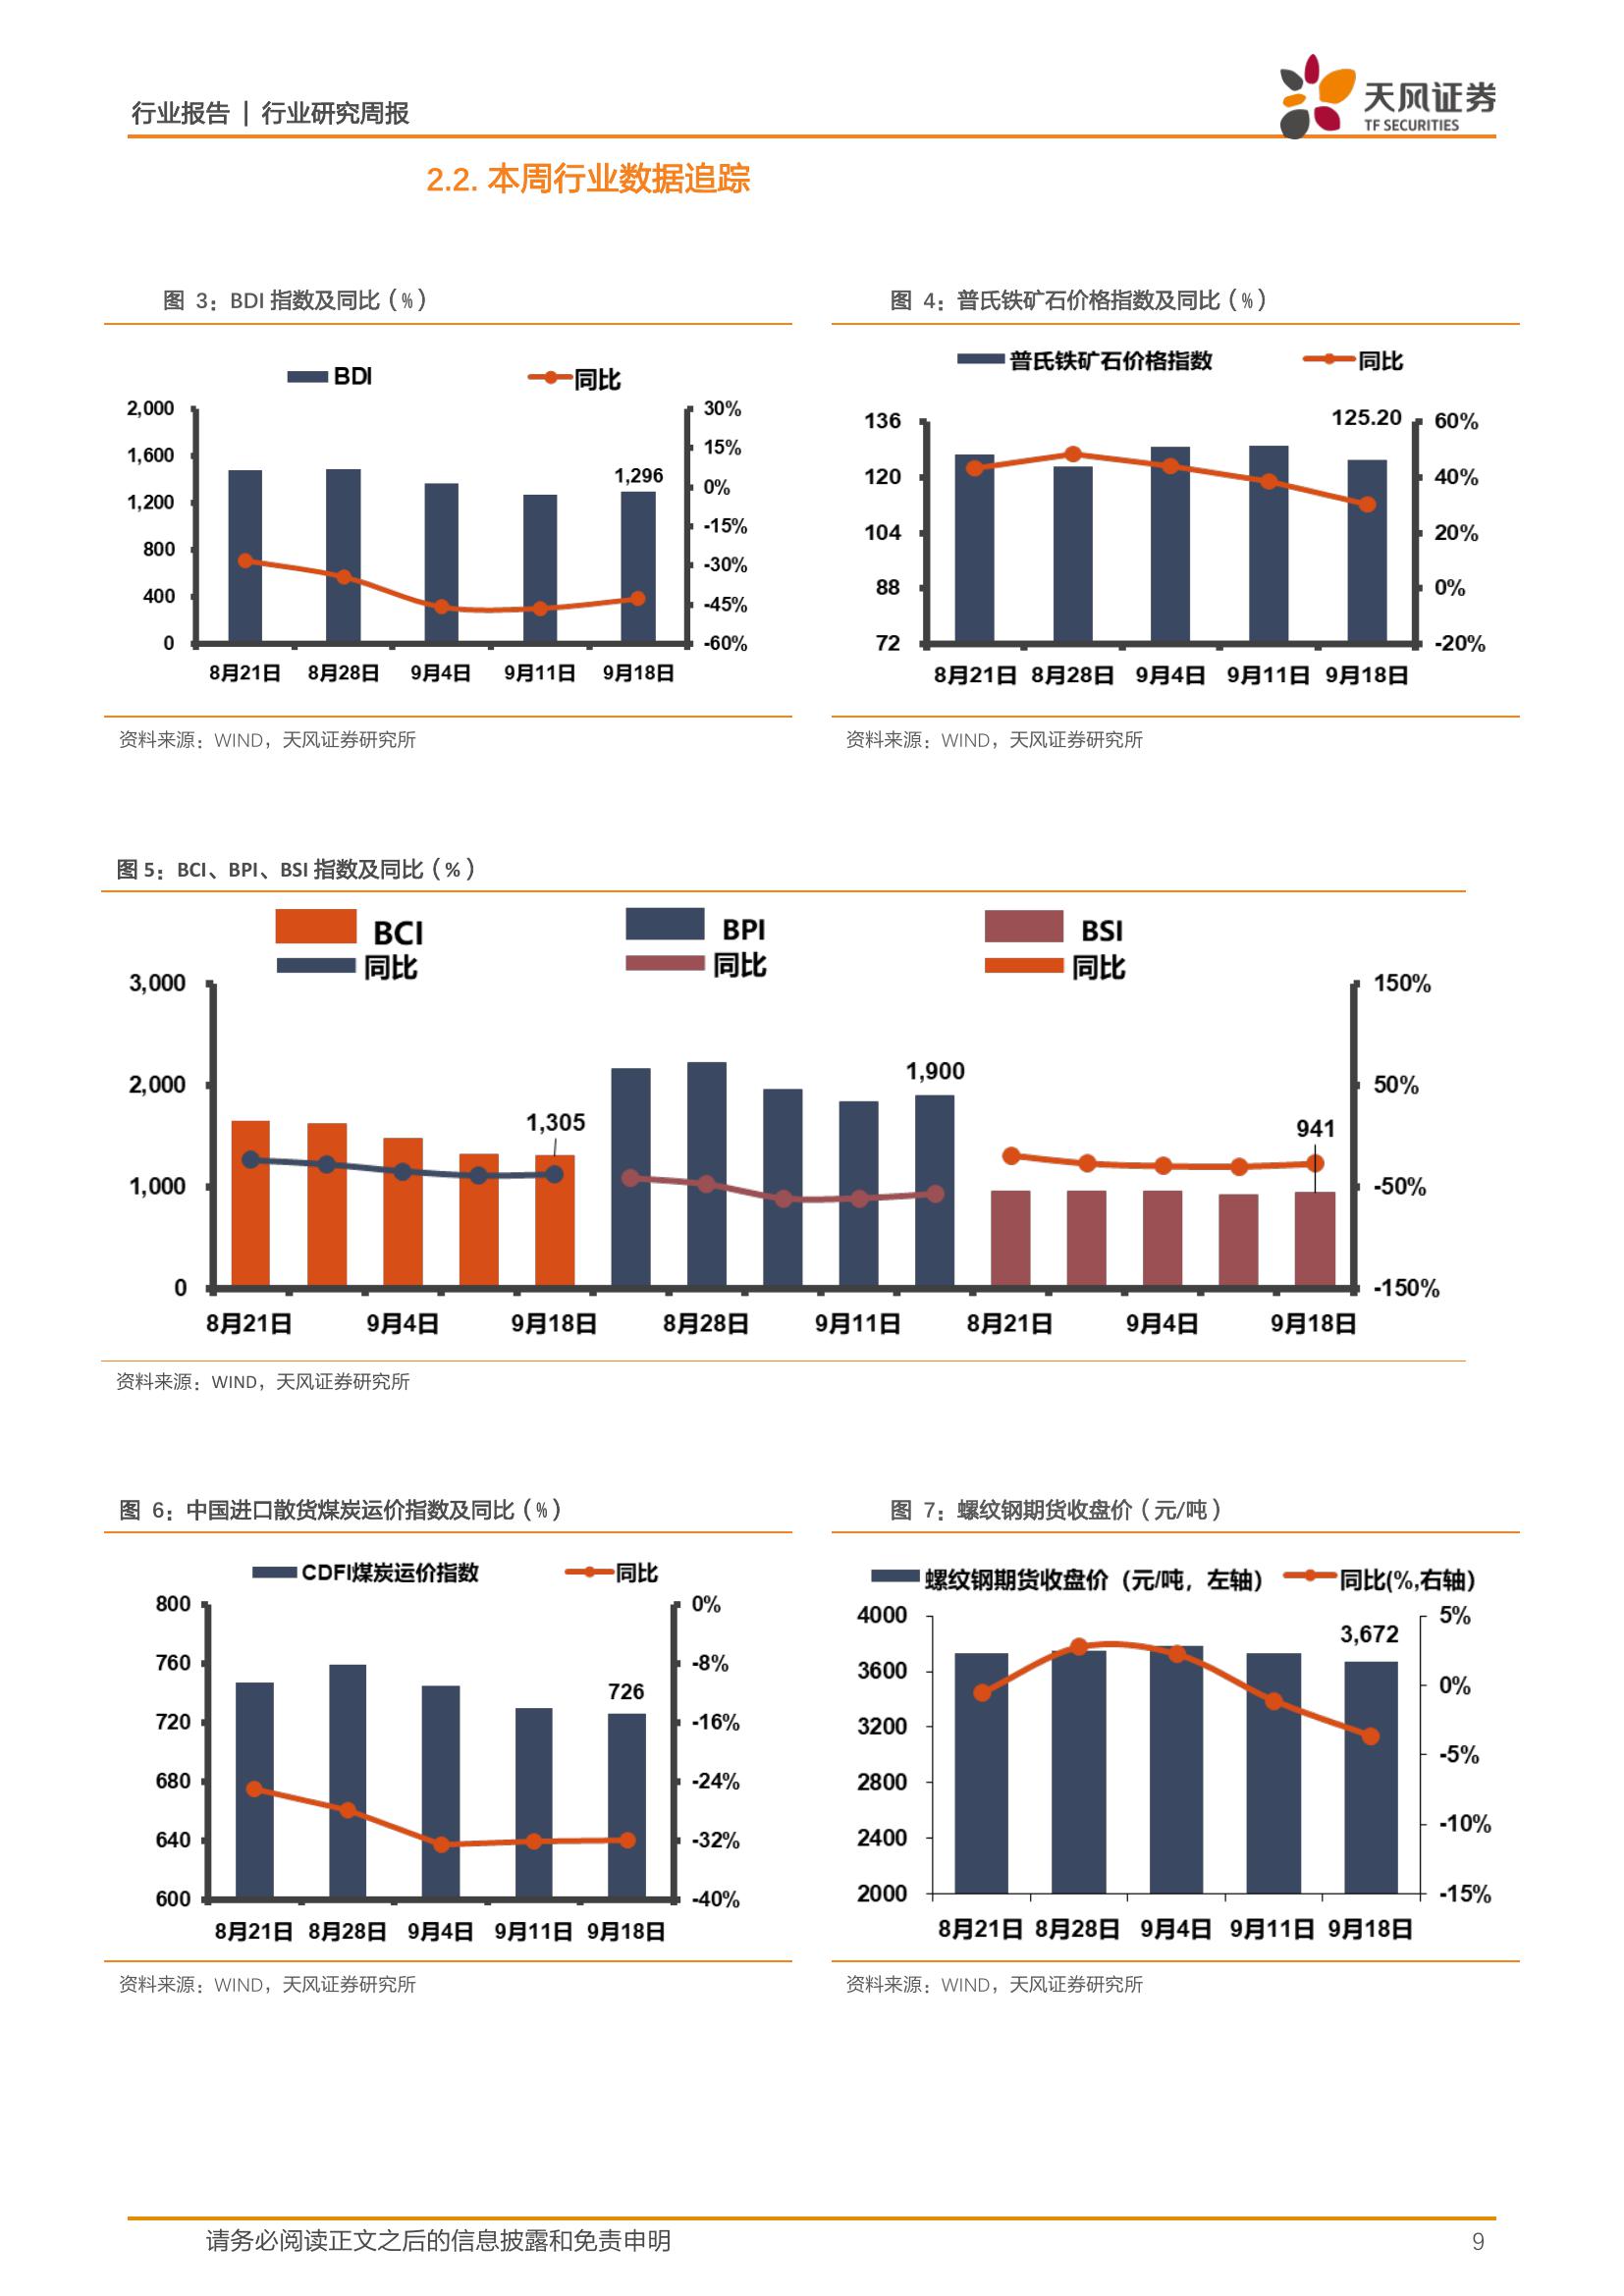 行业报告 | 行业研究周报
天风证券
TF SECURITIES
2.2. 本周行业数据追踪
图 3：BDI 指数及同比（%）
BDI
同比
2,000
1,600
1,200
800
400
0
30%
15%
0%
-15%
-30%
-45%
-60%
1,296
8月21日 8月28日 9月4日 9月11日 9月18日
资料来源：WIND，天风证券研究所
图 4：普氏铁矿石价格指数及同比（%）
普氏铁矿石价格指数
同比
136
120
104
88
72
60%
40%
20%
0%
-20%
125.20
8月21日 8月28日 9月4日 9月11日 9月18日
资料来源：WIND，天风证券研究所
图 5：BCI、BPI、BSI 指数及同比（%）
BCI
BPI
BSI
同比
同比
同比
3,000
2,000
1,000
0
150%
50%
-50%
-150%
1,305
1,900
941
8月21日 9月4日 9月18日 8月28日 9月11日 8月21日 9月4日 9月18日
资料来源：WIND，天风证券研究所
图 6：中国进口散货煤炭运价指数及同比（%）
CDFI煤炭运价指数
同比
800
760
720
680
640
600
0%
-8%
-16%
-24%
-32%
-40%
726
8月21日 8月28日 9月4日 9月11日 9月18日
资料来源：WIND，天风证券研究所
图 7：螺纹钢期货收盘价（元/吨）
螺纹钢期货收盘价（元/吨，左轴）
同比(%,右轴）
4000
3600
3200
2800
2400
2000
5%
0%
-5%
-10%
-15%
3,672
8月21日 8月28日 9月4日 9月11日 9月18日
资料来源：WIND，天风证券研究所
请务必阅读正文之后的信息披露和免责申明
9